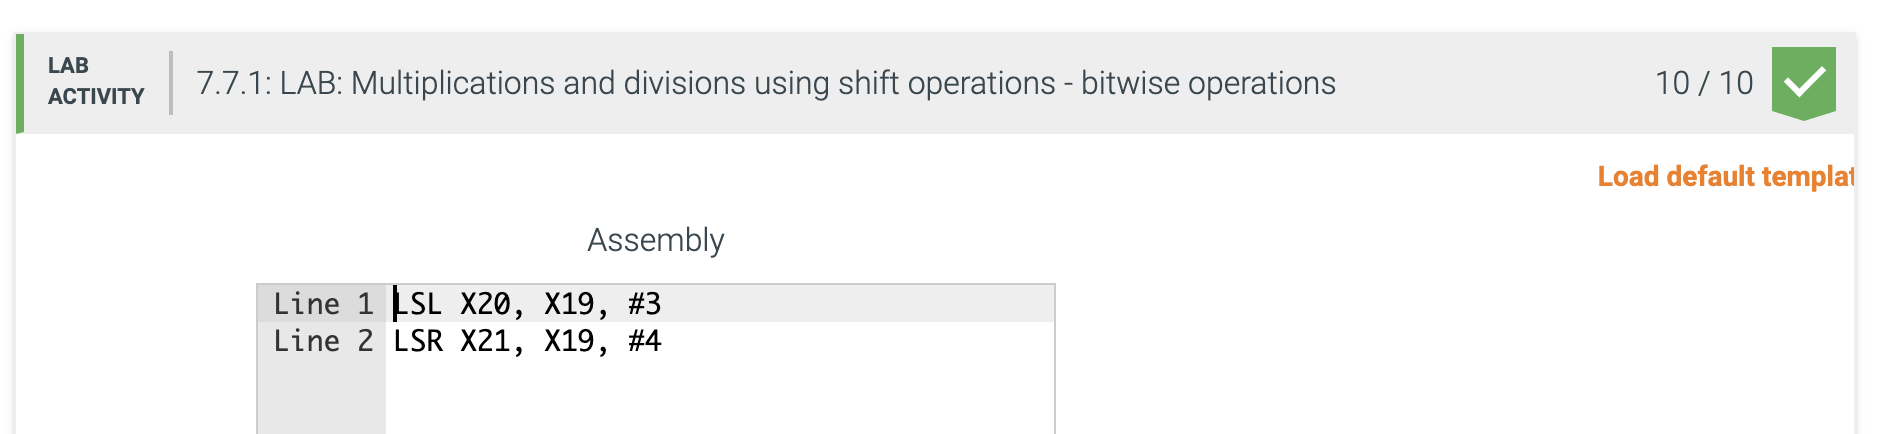 LAB
ACTIVITY
7.7.1: LAB: Multiplications and divisions using shift operations - bitwise operations
10 / 10
Load default templat
Assembly
Line 1 LSL X20, X19, #3
Line 2 LSR X21, X19, #4